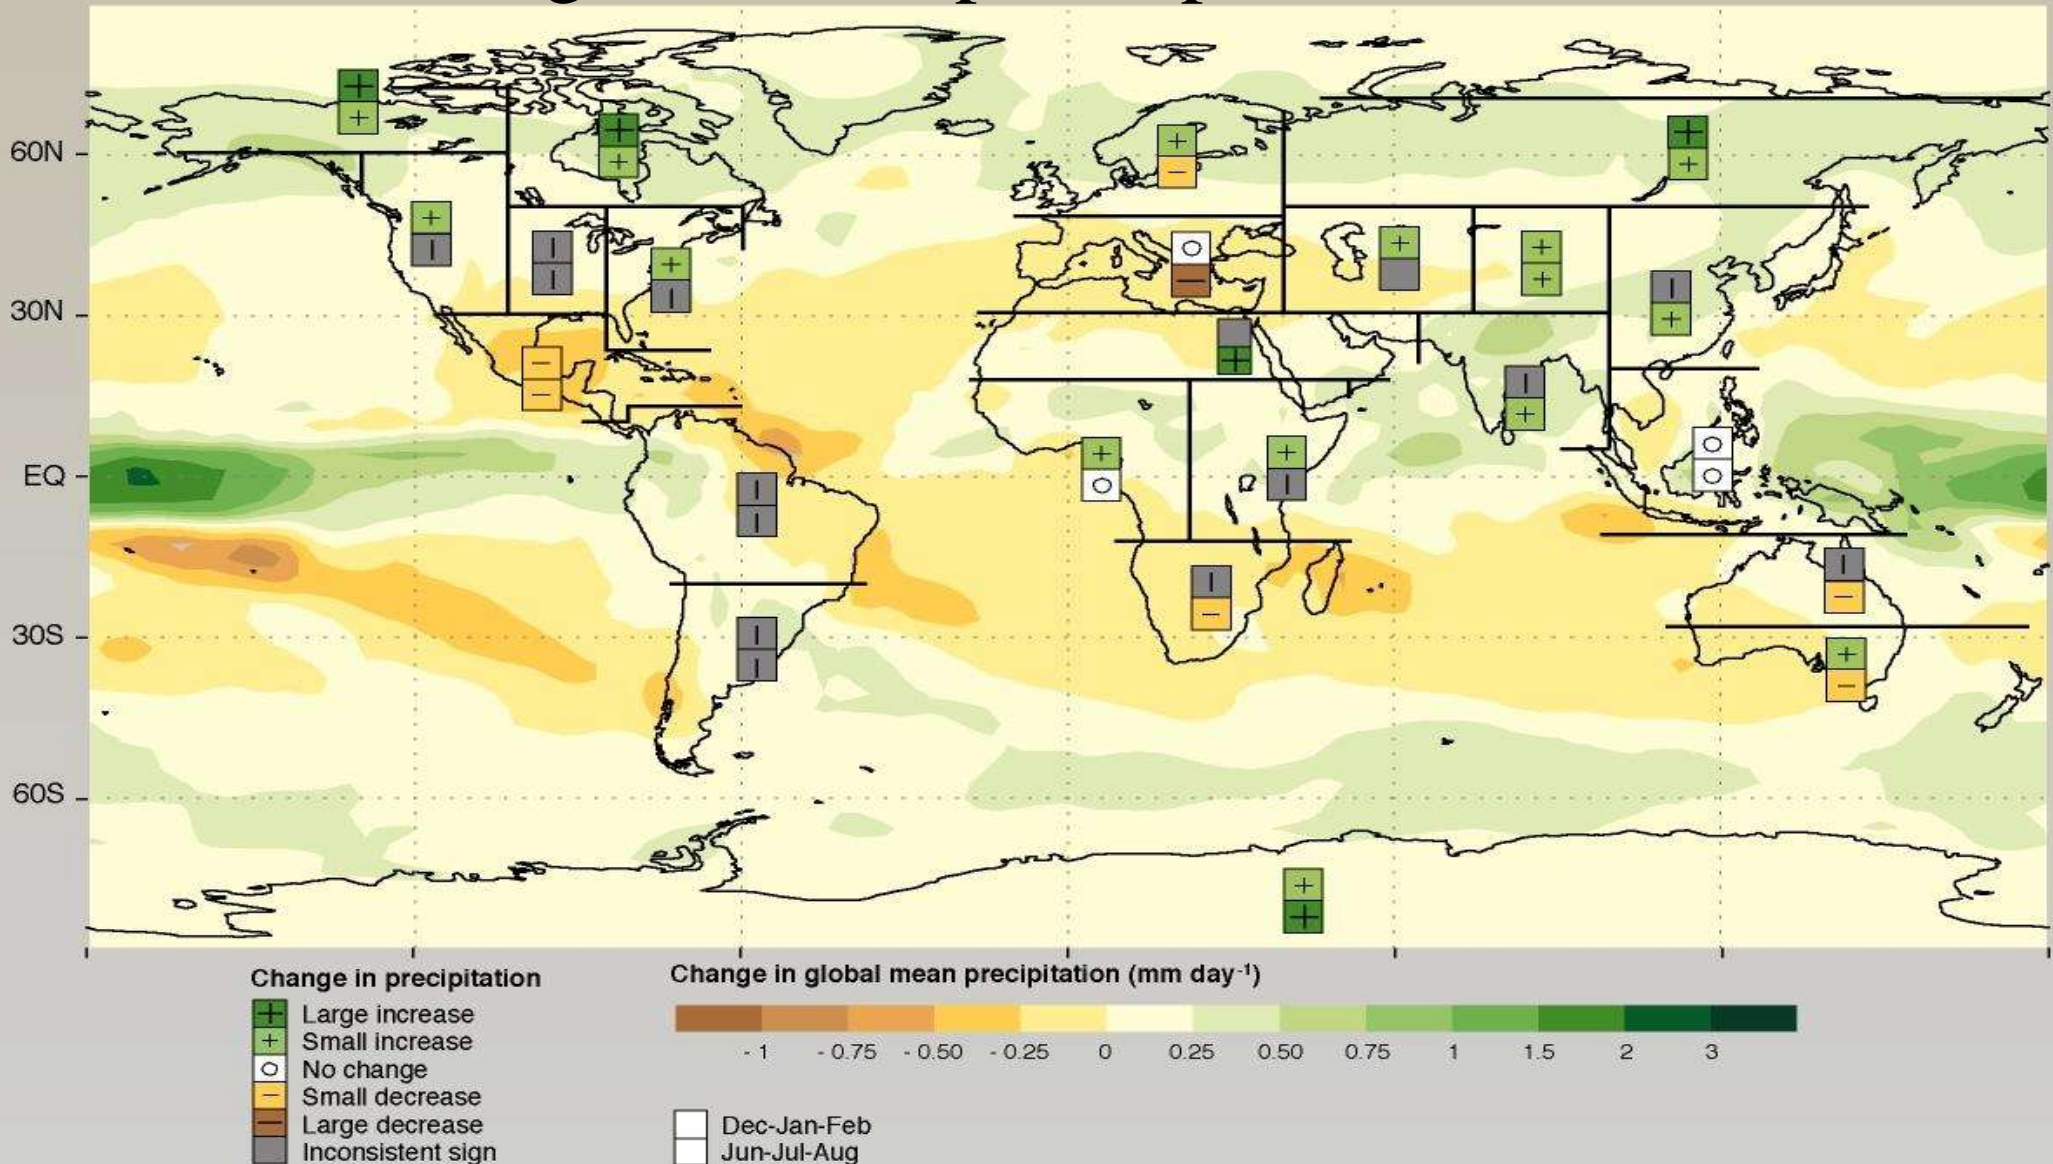 60N
30N
EQ
30S
60S
Change in precipitation
Large increase
Small increase
No change
Small decrease
Large decrease
Inconsistent sign
Change in global mean precipitation (mm day-1)
- 1 - 0.75 - 0.50 - 0.25 0 0.25 0.50 0.75 1 1.5 2 3
Dec-Jan-Feb
Jun-Jul-Aug